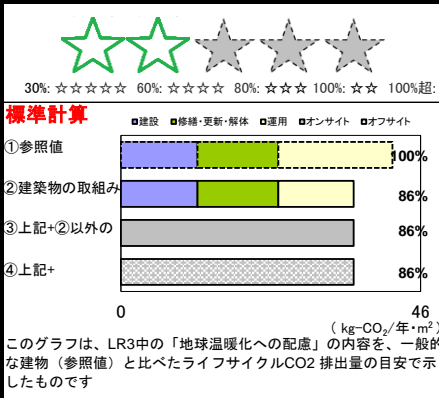 30%: ☆☆☆☆☆ 60%: ☆☆☆☆ 80%: ☆☆☆ 100%: ☆☆ 100%超:
標準計算
■建設 ■修繕・更新・解体 ■運用 ■オンサイト ■オフサイト
①参照値 100%
②建築物の取組み 86%
③上記+②以外の 86%
④上記+ 86%
0 46
( kg-CO₂/年・m²)
このグラフは、LR3中の「地球温暖化への配慮」の内容を、一般的
な建物（参照値）と比べたライフサイクルCO2 排出量の目安で示
したものです